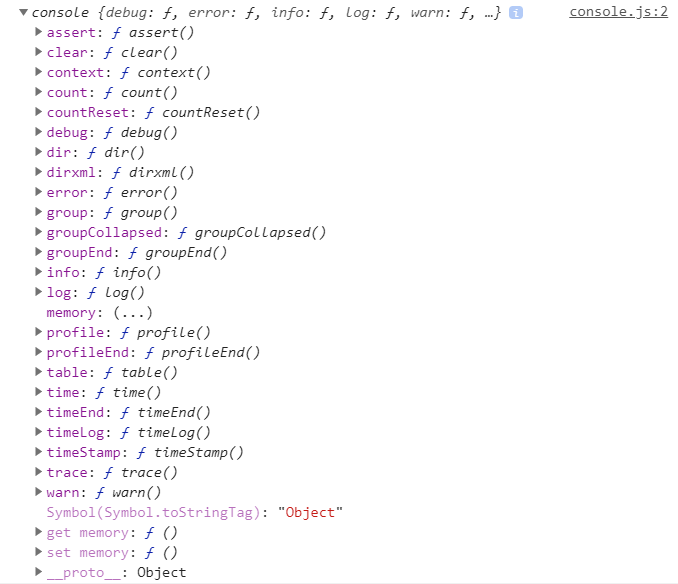 console {debug: ƒ, error: ƒ, info: ƒ, log: ƒ, warn: ƒ, …} i console.js:2
assert: ƒ assert()
clear: ƒ clear()
context: ƒ context()
count: ƒ count()
countReset: ƒ countReset()
debug: ƒ debug()
dir: ƒ dir()
dirxml: ƒ dirxml()
error: ƒ error()
group: ƒ group()
groupCollapsed: ƒ groupCollapsed()
groupEnd: ƒ groupEnd()
info: ƒ info()
log: ƒ log()
memory: (...)
profile: ƒ profile()
profileEnd: ƒ profileEnd()
table: ƒ table()
time: ƒ time()
timeEnd: ƒ timeEnd()
timeLog: ƒ timeLog()
timeStamp: ƒ timeStamp()
trace: ƒ trace()
warn: ƒ warn()
Symbol(Symbol.toStringTag): "Object"
get memory: ƒ ()
set memory: ƒ ()
__proto__: Object